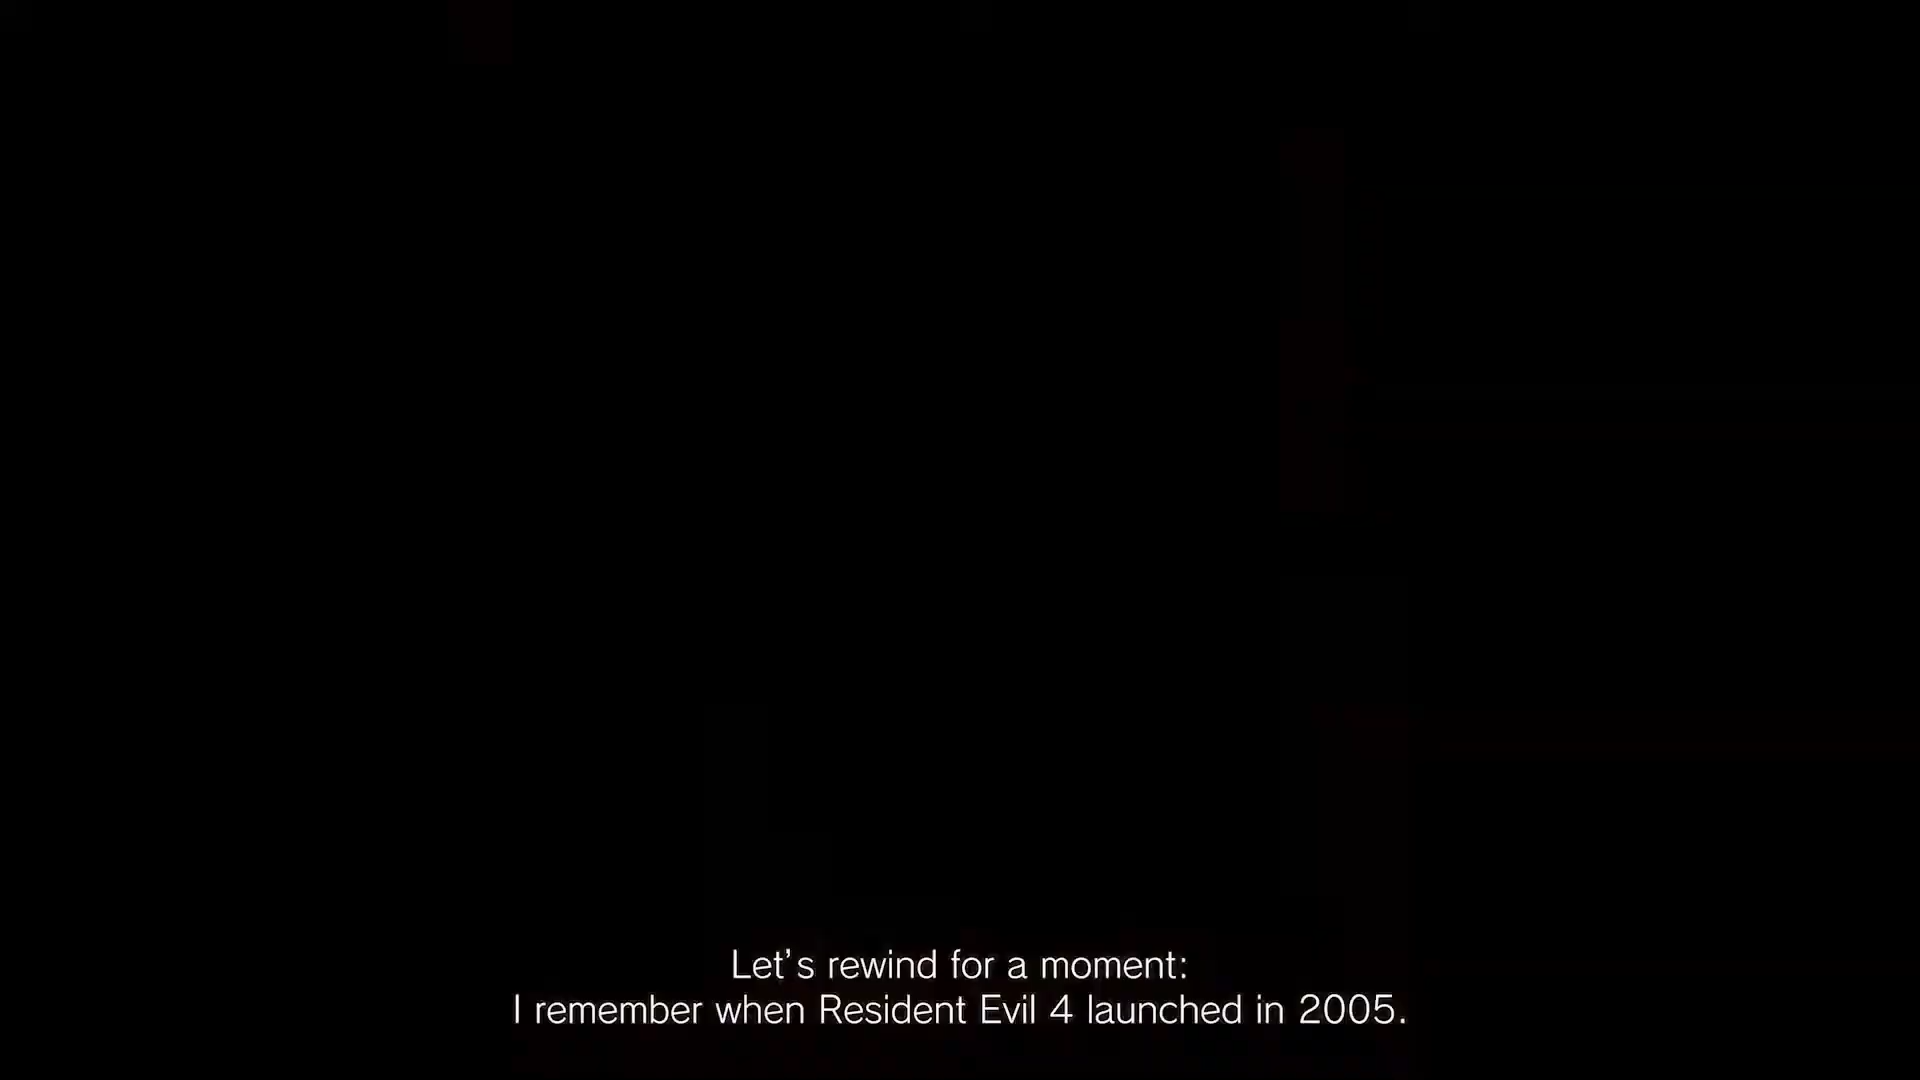 Let’s rewind for a moment:
I remember when Resident Evil 4 launched in 2005.